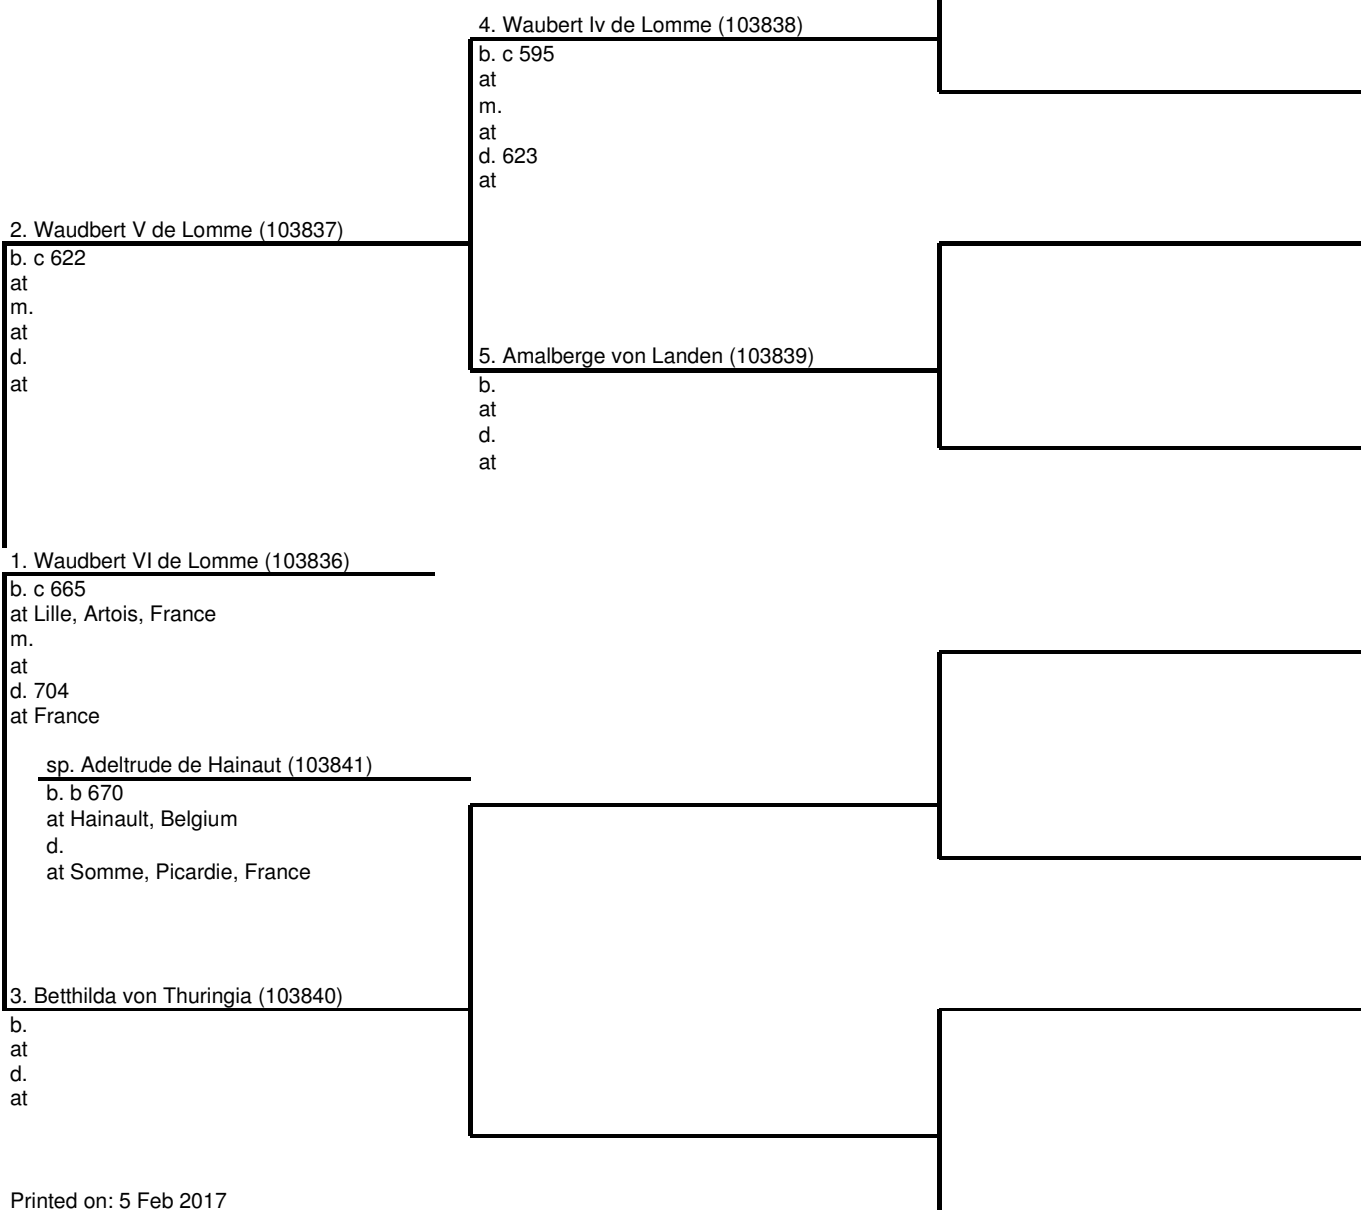 4. Waubert Iv de Lomme (103838)
b. c 595
at
m.
at
d. 623
at
2. Waudbert V de Lomme (103837)
b. c 622
at
m.
at
d.
at
5. Amalberge von Landen (103839)
b.
at
d.
at
1. Waudbert VI de Lomme (103836)
b. c 665
at Lille, Artois, France
m.
at
d. 704
at France
sp. Adeltrude de Hainaut (103841)
b. b 670
at Hainault, Belgium
d.
at Somme, Picardie, France
3. Betthilda von Thuringia (103840)
b.
at
d.
at
Printed on: 5 Feb 2017